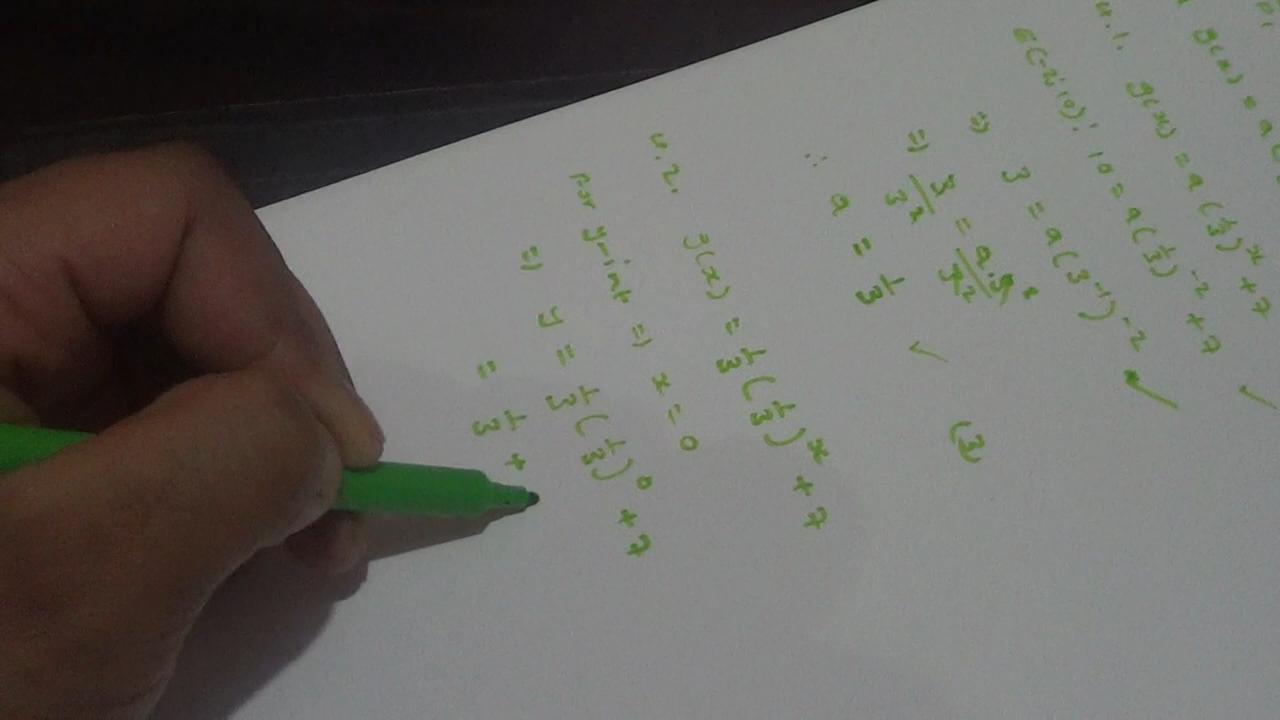 g(x) = a(
4.1. g(x) = a(1/3)^x + 7
(-2;10): 10 = a(1/3)^-2 + 7
=) 3 = a(3^-1)^-2
=) 3/3^2 = a.3^2/3^2
∴ a = 1/3
(3)
4.2. g(x) = 1/3(1/3)^x + 7
For y-int =) x = 0
=) y = 1/3(1/3)^0 + 7
= 1/3 +